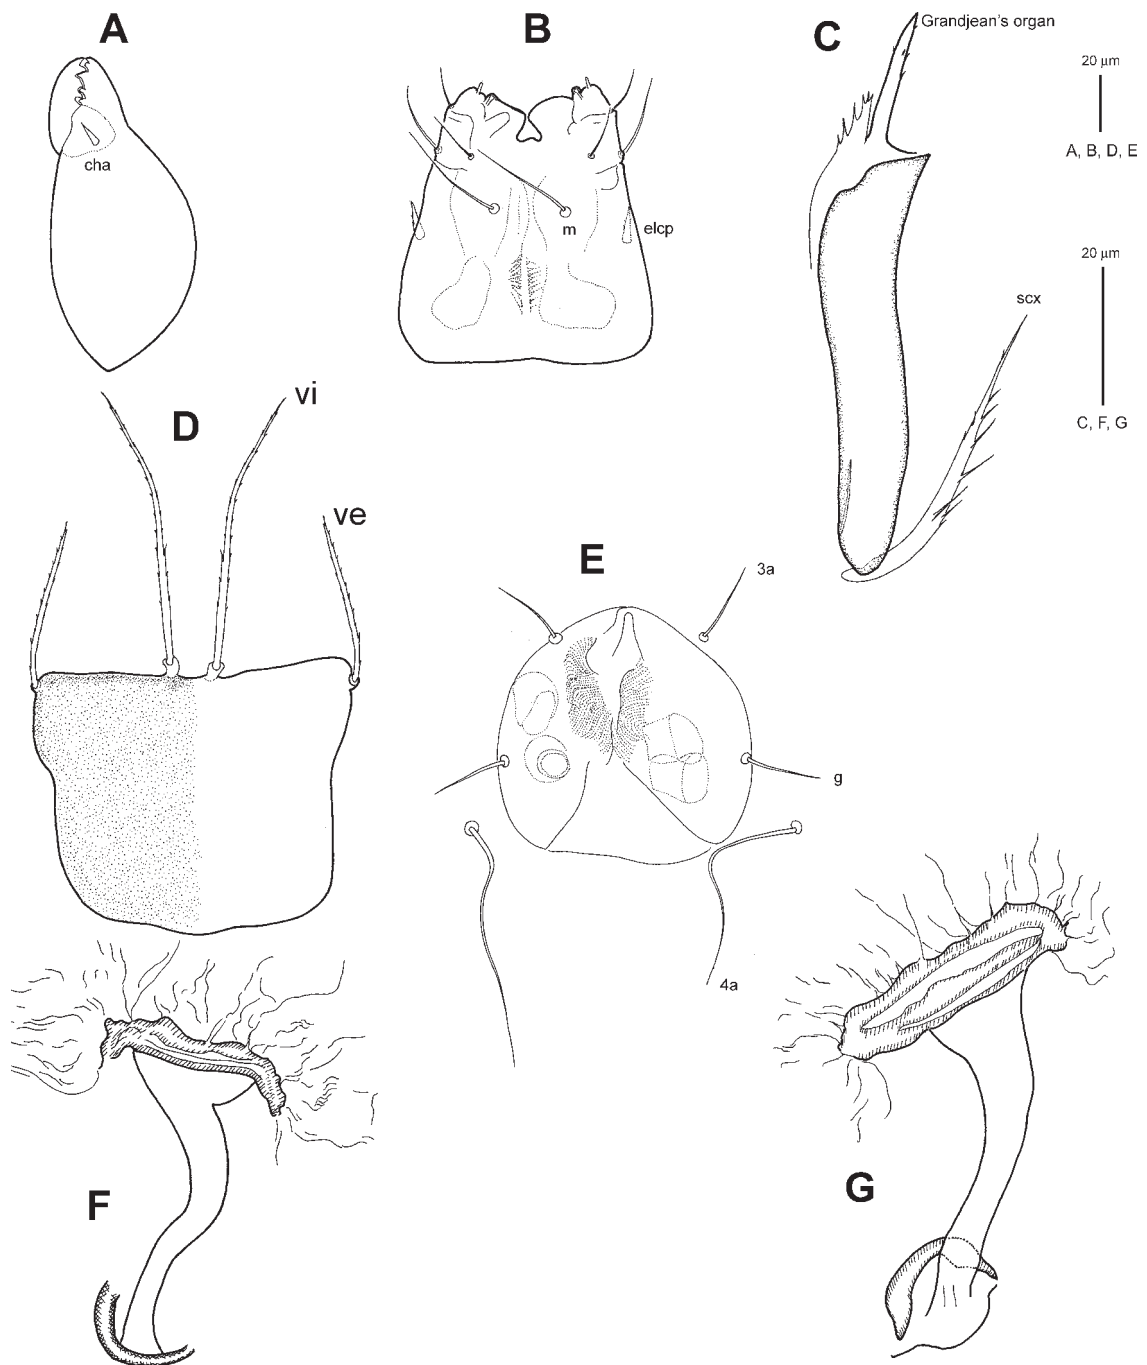 A
B
C
Grandjean's organ
20 µm
A, B, D, E
cha
m
elcp
20 µm
scx
C, F, G
D
vi
ve
E
3a
g
4a
F
G